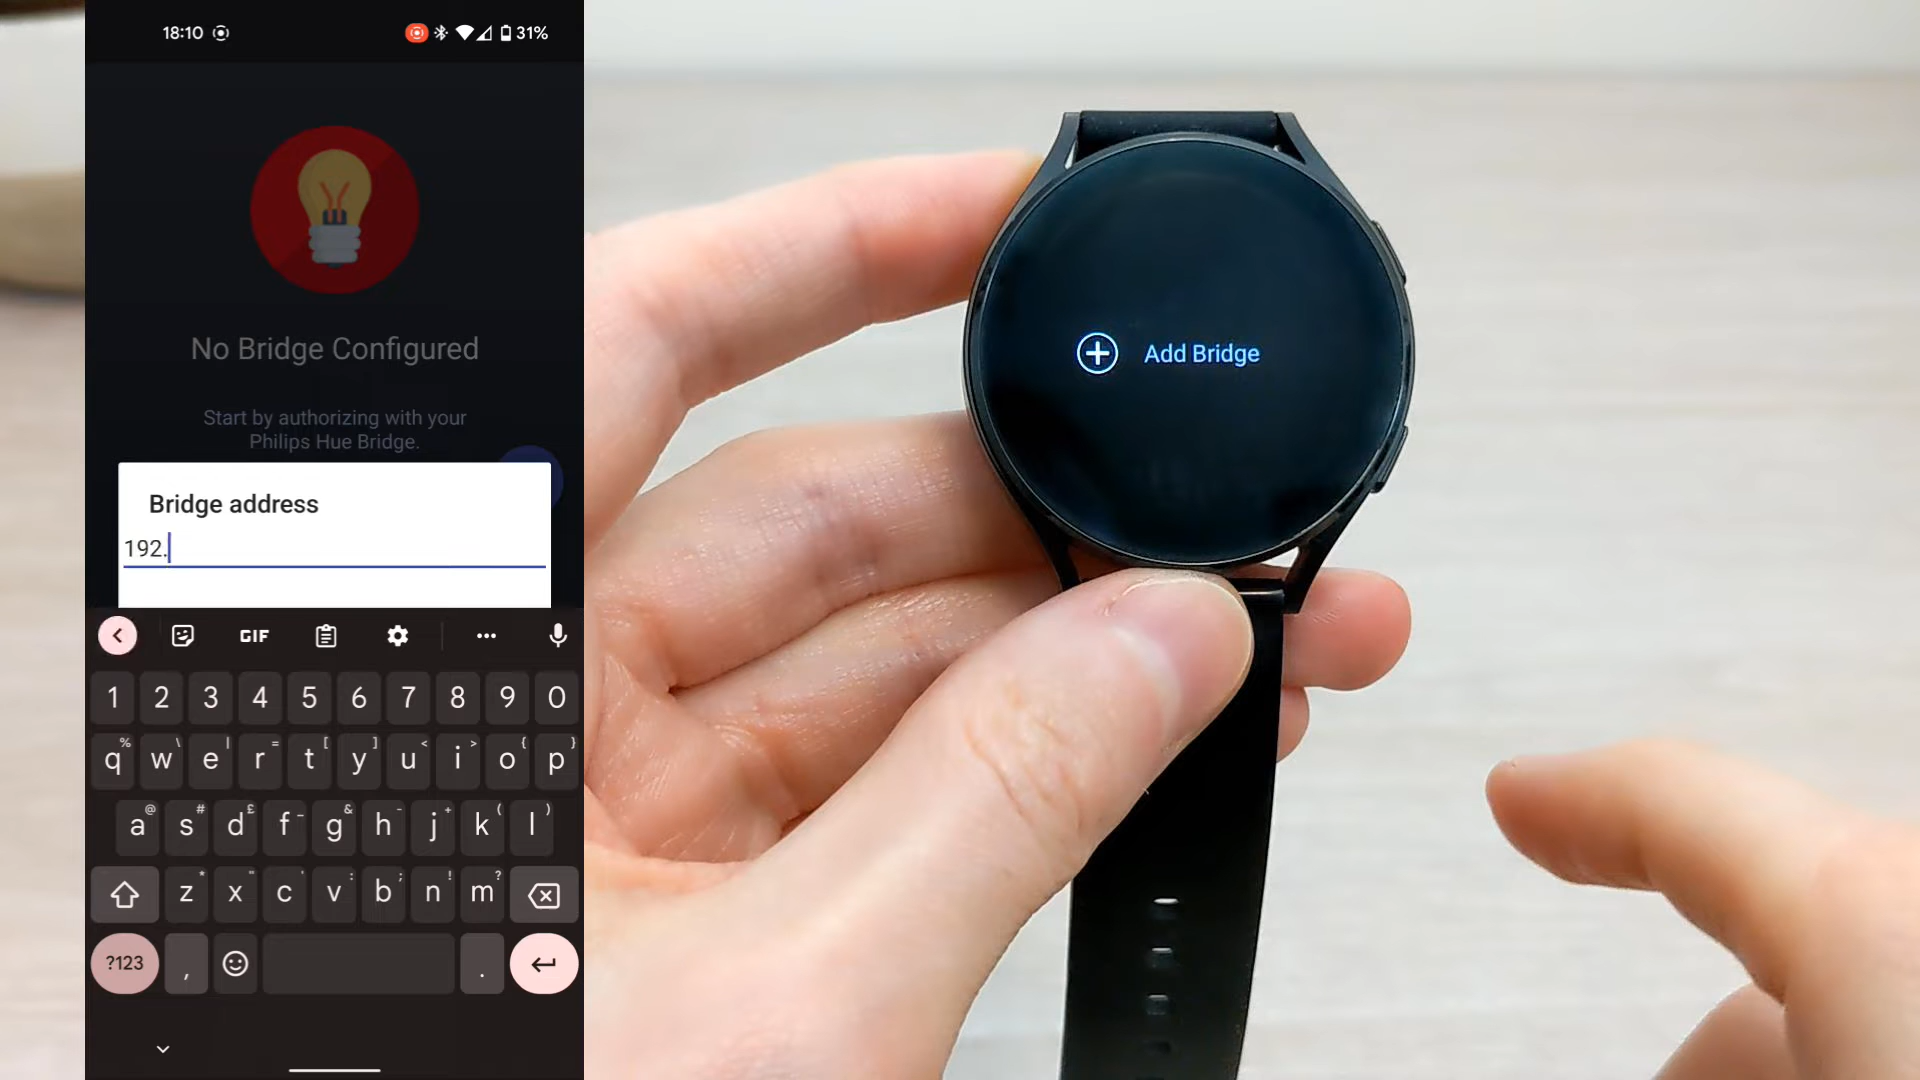 18:10
31%
No Bridge Configured
Start by authorizing with your
Philips Hue Bridge.
Bridge address
192.
GIF
1 2 3 4 5 6 7 8 9 0
% \ | = [ ] < > { }
q w e r t y u i o p
@ # £ _ & - + ( )
a s d f g h j k l
* " ' : ; ! ?
z x c v b n m
?123 , .
Add Bridge